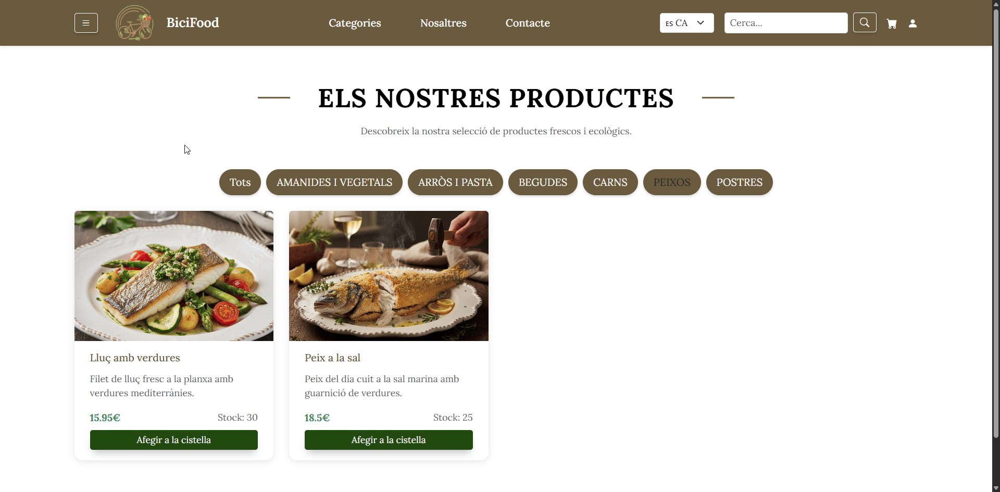 BiciFood
Categories
Nosaltres
Contacte
ES CA
Cerca...
ELS NOSTRES PRODUCTES
Descobreix la nostra selecció de productes frescos i ecològics.
Tots
AMANIDES I VEGETALS
ARRÒS I PASTA
BEGUDES
CARNS
PEIXOS
POSTRES
Lluç amb verdures
Filet de lluç fresc a la planxa amb
verdures mediterrànies.
15.95€
Stock: 30
Afegir a la cistella
Peix a la sal
Peix del dia cuit a la sal marina amb
guarnició de verdures.
18.5€
Stock: 25
Afegir a la cistella